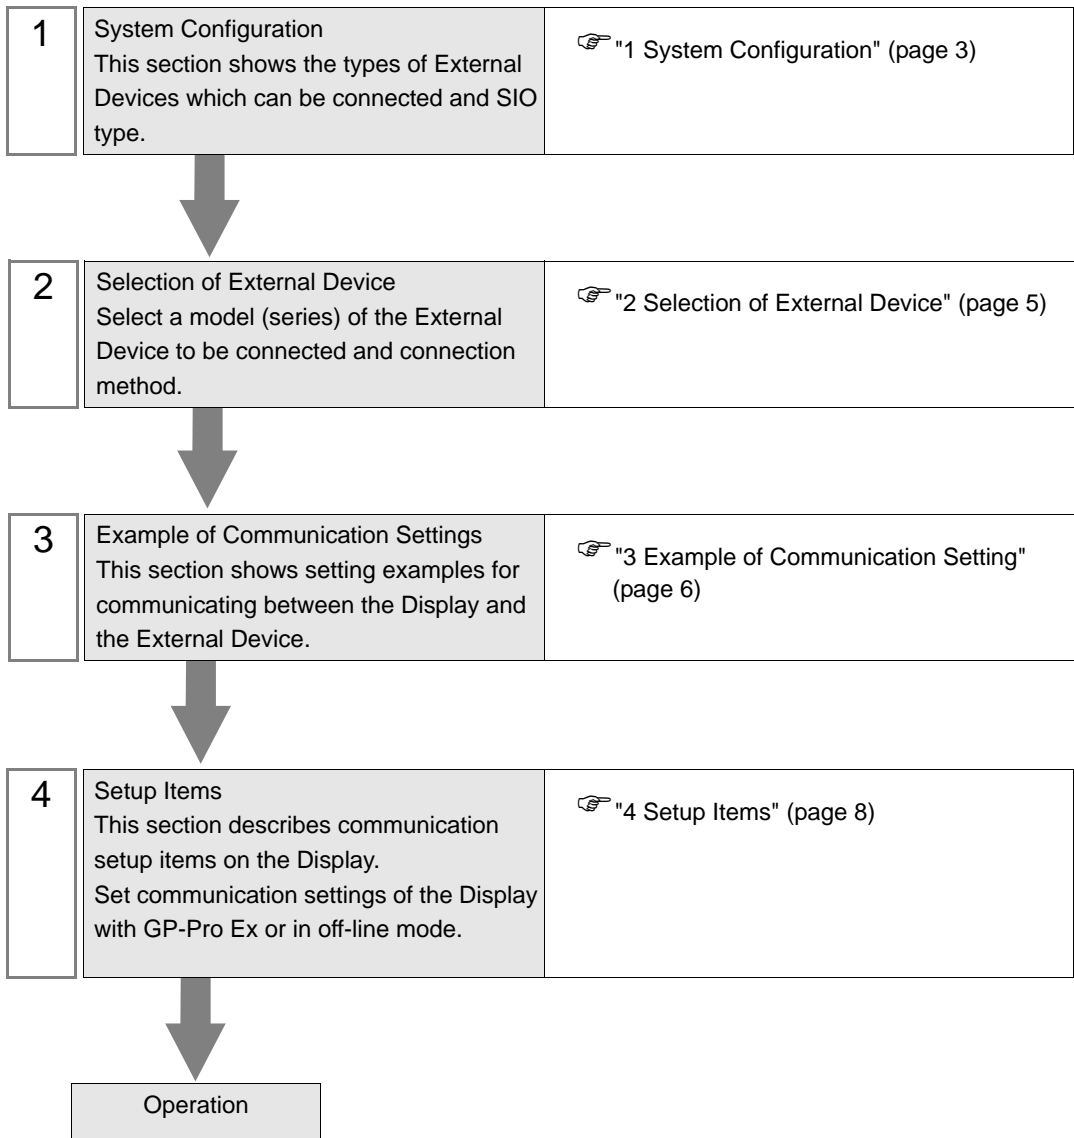 1
System Configuration
This section shows the types of External
Devices which can be connected and SIO
type.
"1 System Configuration" (page 3)
2
Selection of External Device
Select a model (series) of the External
Device to be connected and connection
method.
"2 Selection of External Device" (page 5)
3
Example of Communication Settings
This section shows setting examples for
communicating between the Display and
the External Device.
"3 Example of Communication Setting"
(page 6)
4
Setup Items
This section describes communication
setup items on the Display.
Set communication settings of the Display
with GP-Pro Ex or in off-line mode.
"4 Setup Items" (page 8)
Operation